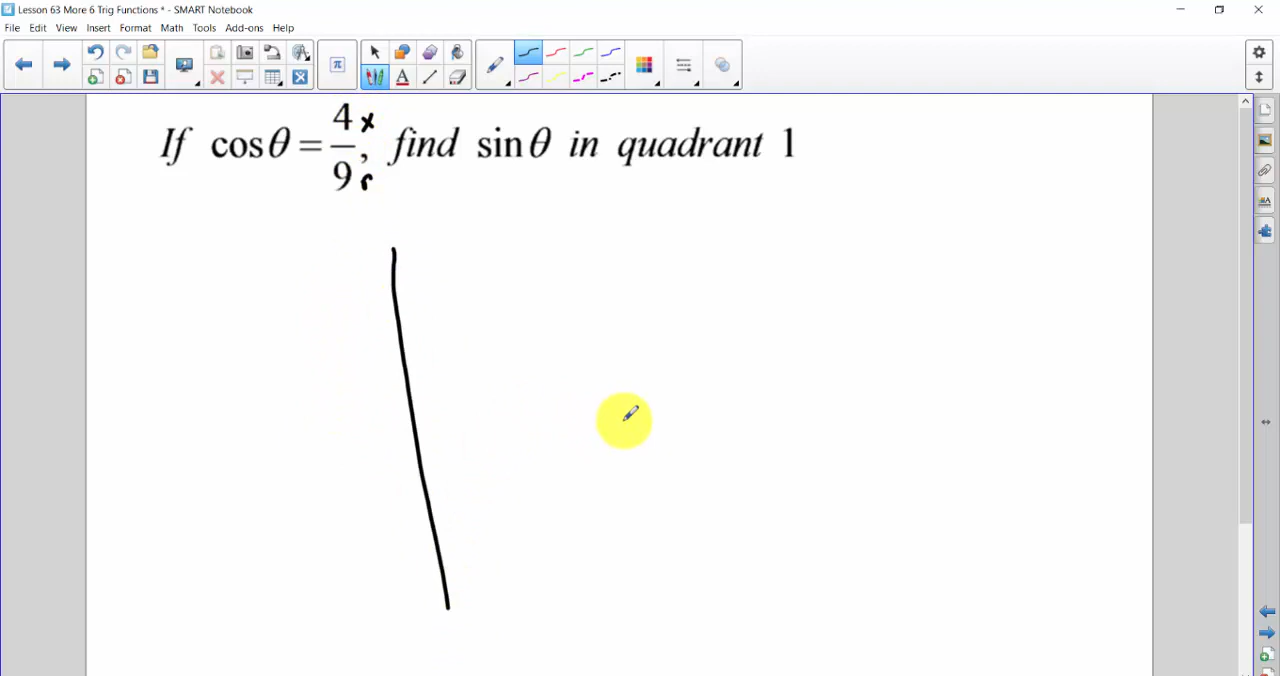 Lesson 63 More 6 Trig Functions * - SMART Notebook
File Edit View Insert Format Math Tools Add-ons Help
If cos θ = 4/9, find sin θ in quadrant 1
x
r